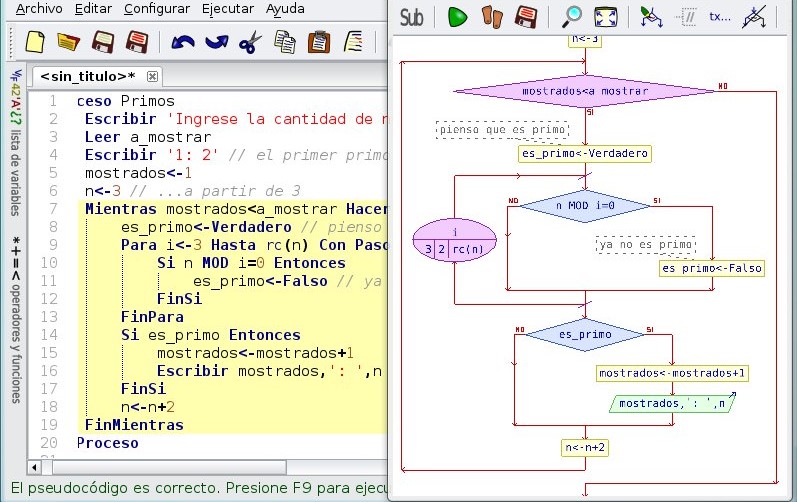 Archivo Editar Configurar Ejecutar Ayuda
<sin_titulo>*
lista de variables
*+=< operadores y funciones
1 ceso Primos
2 Escribir 'Ingrese la cantidad de
3 Leer a_mostrar
4 Escribir '1: 2' // el primer primo
5 mostrados<-1
6 n<-3 // ...a partir de 3
7 Mientras mostrados<a_mostrar Hacer
8 es_primo<-Verdadero // pienso
9 Para i<-3 Hasta rc(n) Con Paso
10 Si n MOD i=0 Entonces
11 es_primo<-Falso // ya
12 FinSi
13 FinPara
14 Si es_primo Entonces
15 mostrados<-mostrados+1
16 Escribir mostrados,': ',n
17 FinSi
18 n<-n+2
19 FinMientras
20 Proceso
El pseudocódigo es correcto. Presione F9 para ejecu
Sub
tx...
n<-3
mostrados<a mostrar
NO
SI
pienso que es primo
es_primo<-Verdadero
n MOD i=0
NO
SI
i
3 2 rc(n)
ya no es primo
es primo<-Falso
es_primo
NO
SI
mostrados<-mostrados+1
mostrados,': ',n
n<-n+2